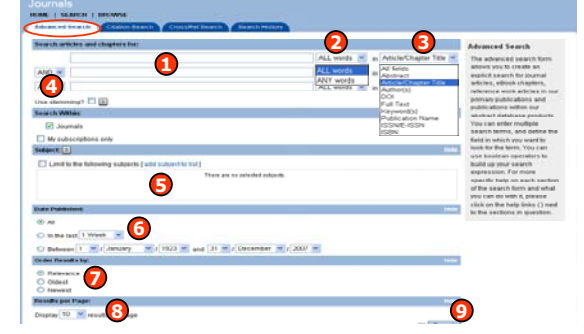 Journals
HOME | SEARCH | BROWSE
Advanced Search Citation Search CrossRef Search Search History
Search articles and chapters for:
ALL words in Article/Chapter Title
AND ALL words in
ANY words
ALL words in
All fields
Abstract
Article/Chapter Title
Author(s)
DOI
Full Text
Keyword(s)
Publication Name
ISSN/E-ISSN
ISBN
Use stemming?
Search Within:
Journals
My subscriptions only
Subject:
Limit to the following subjects [add subject to list]
There are no selected subjects.
Date Published:
All
In the last 1 Week
Between 1 / January / 1923 and 31 / December / 2007
Order Results by:
Relevance
Oldest
Newest
Results per Page:
Display 10 results page
1
2
3
4
5
6
7
8
9
Advanced Search
The advanced search form
allows you to create an
explicit search for journal
articles, eBook chapters,
reference work articles in our
primary publications and
publications within our
abstract database products.
You can enter multiple
search terms, and define the
field in which you want to
look for the term. You can
use boolean operators to
build up your search
expression. For more
specific help on each section
of the search form and what
you can do with it, please
click on the help links ( ) next
to the sections in question.